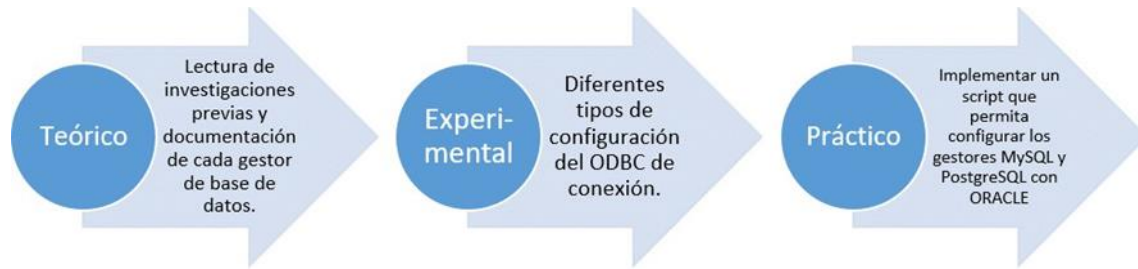 Teórico
Lectura de
investigaciones
previas y
documentación
de cada gestor
de base de
datos.
Experi-
mental
Diferentes
tipos de
configuración
del ODBC de
conexión.
Práctico
Implementar un
script que
permita
configurar los
gestores MySQL y
PostgreSQL con
ORACLE